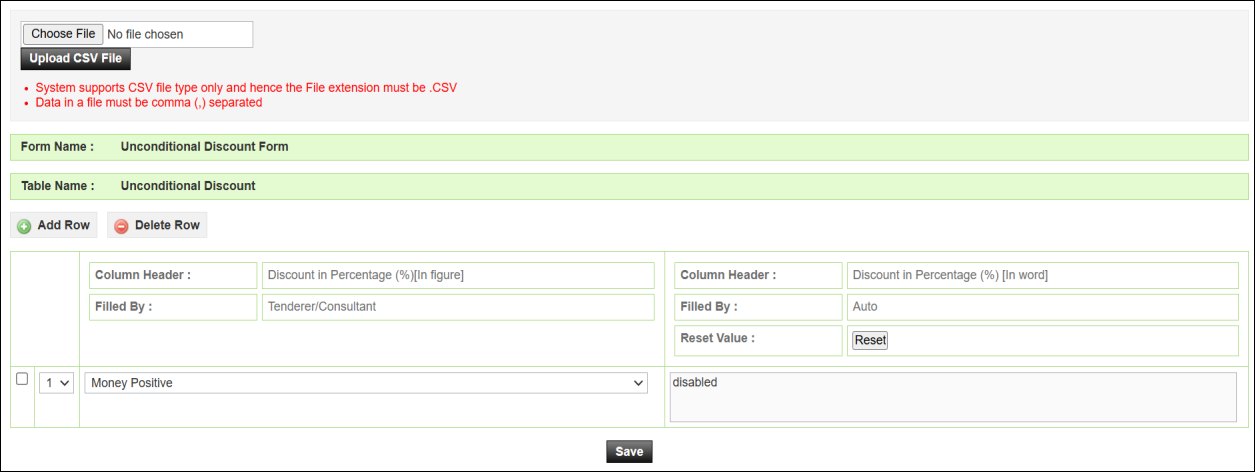 Choose File No file chosen
Upload CSV File
System supports CSV file type only and hence the File extension must be .CSV
Data in a file must be comma (,) separated
Form Name : Unconditional Discount Form
Table Name : Unconditional Discount
Add Row Delete Row
Column Header : Discount in Percentage (%)[In figure] Column Header : Discount in Percentage (%) [In word]
Filled By : Tenderer/Consultant Filled By : Auto
Reset Value : Reset
1 Money Positive disabled
Save